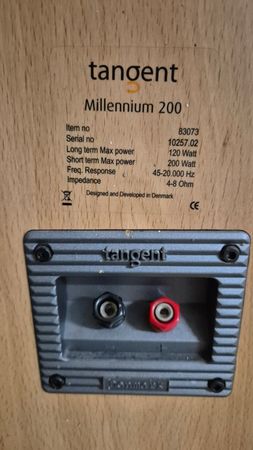 tangent
Millennium 200
Item no 83073
Serial no 10257.02
Long term Max power 120 Watt
Short term Max power 200 Watt
Freq. Response 45-20.000 Hz
Impedance 4-8 Ohm
Designed and Developed in Denmark
CE
tangent